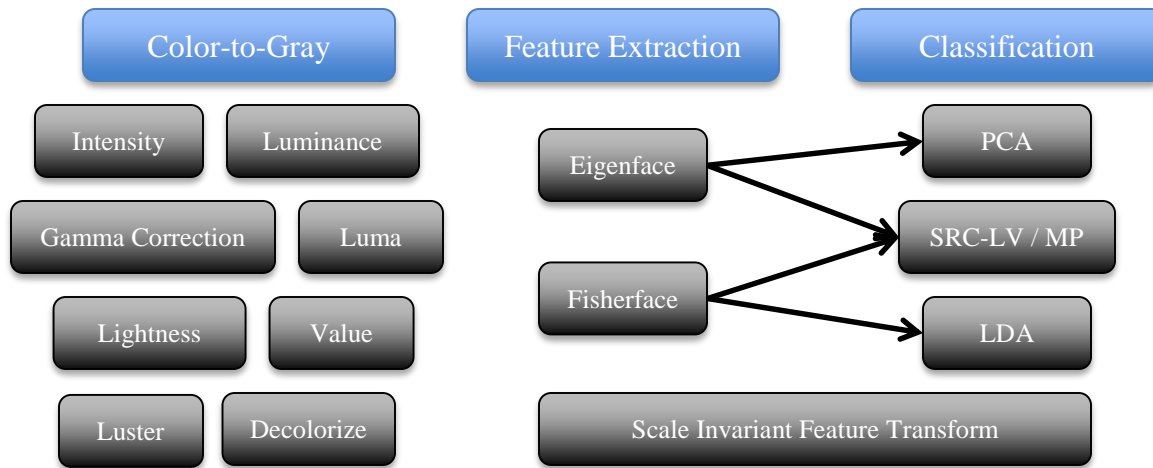 Color-to-Gray
Feature Extraction
Classification
Intensity
Luminance
Gamma Correction
Luma
Lightness
Value
Luster
Decolorize
Eigenface
Fisherface
PCA
SRC-LV / MP
LDA
Scale Invariant Feature Transform